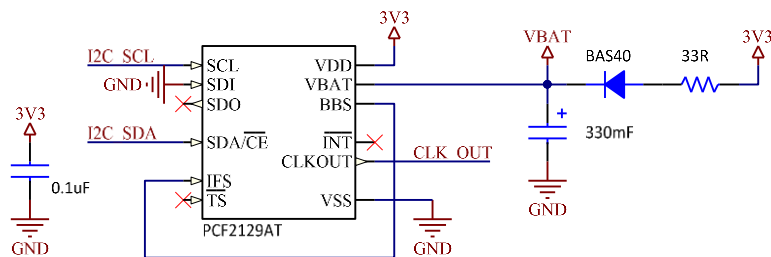 3V3
VBAT
3V3
BAS40
33R
I2C_SCL
SCL
VDD
GND
SDI
VBAT
SDO
BBS
3V3
I2C_SDA
SDA/CE
INT
330mF
CLKOUT
CLK_OUT
0.1uF
IFS
TS
VSS
GND
PCF2129AT
GND
GND